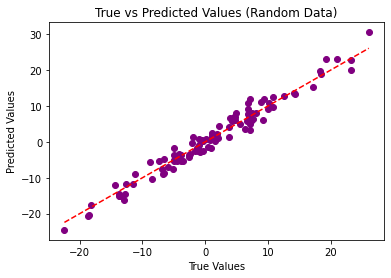 True vs Predicted Values (Random Data)
30
20
10
0
−10
−20
Predicted Values
−20 −10 0 10 20
True Values